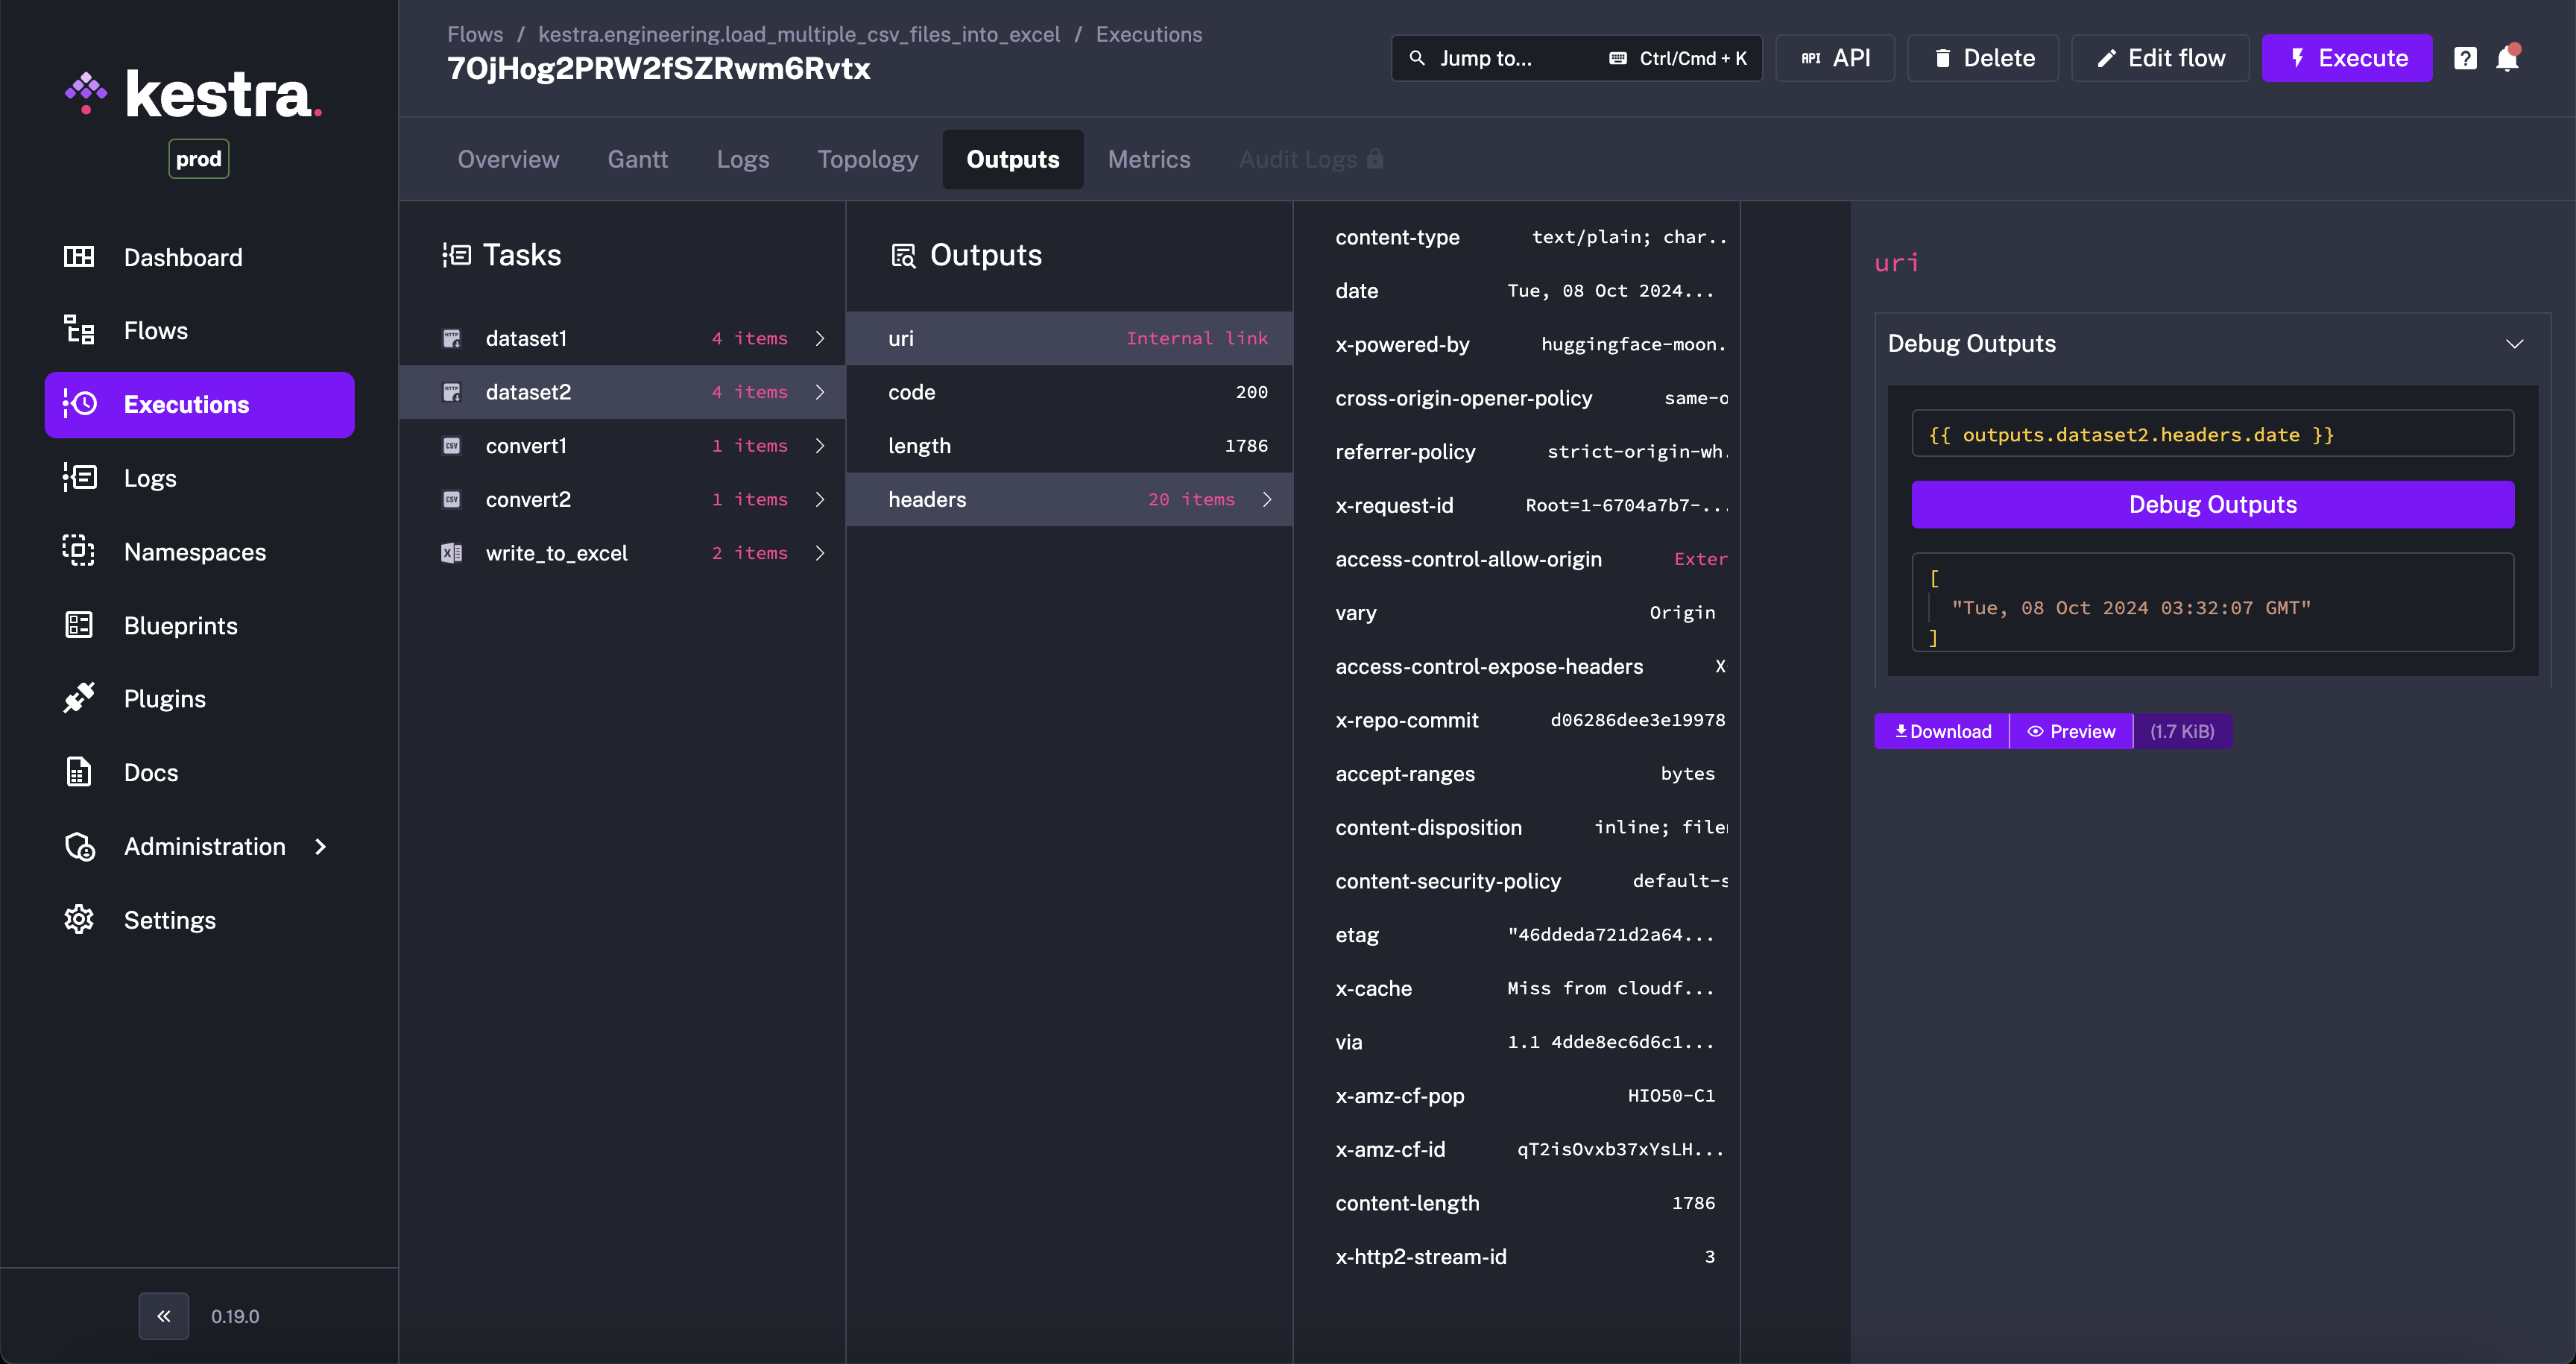 kestra.
prod
Dashboard
Flows
Executions
Logs
Namespaces
Blueprints
Plugins
Docs
Administration
Settings
0.19.0
Flows / kestra.engineering.load_multiple_csv_files_into_excel / Executions
7OjHog2PRW2fSZRwm6Rvtx
Jump to... Ctrl/Cmd + K
API API
Delete
Edit flow
Execute
Overview Gantt Logs Topology Outputs Metrics Audit Logs
Tasks
dataset1 4 items
dataset2 4 items
convert1 1 items
convert2 1 items
write_to_excel 2 items
Outputs
uri Internal link
code 200
length 1786
headers 20 items
content-type text/plain; char..
date Tue, 08 Oct 2024...
x-powered-by huggingface-moon.
cross-origin-opener-policy same-o
referrer-policy strict-origin-wh.
x-request-id Root=1-6704a7b7-...
access-control-allow-origin Exter
vary Origin
access-control-expose-headers X
x-repo-commit d06286dee3e19978
accept-ranges bytes
content-disposition inline; filen
content-security-policy default-s
etag "46ddeda721d2a64...
x-cache Miss from cloudf...
via 1.1 4dde8ec6d6c1...
x-amz-cf-pop HIO50-C1
x-amz-cf-id qT2isOvxb37xYsLH...
content-length 1786
x-http2-stream-id 3
uri
Debug Outputs
{{ outputs.dataset2.headers.date }}
Debug Outputs
[
"Tue, 08 Oct 2024 03:32:07 GMT"
]
Download Preview (1.7 KiB)